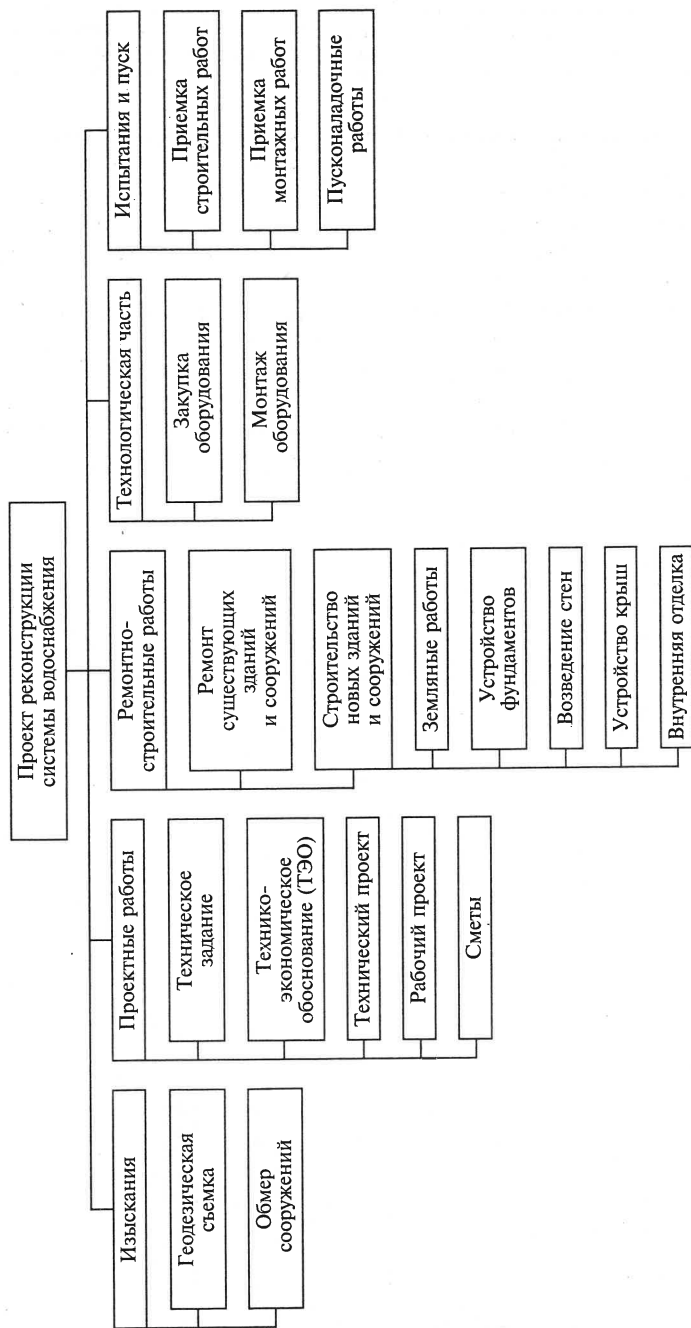 Проект реконструкции
системы водоснабжения
Изыскания
Геодезическая
съемка
Обмер
сооружений
Проектные работы
Техническое
задание
Технико-
экономическое
обоснование (ТЭО)
Технический проект
Рабочий проект
Сметы
Ремонтно-
строительные работы
Ремонт
существующих
зданий
и сооружений
Строительство
новых зданий
и сооружений
Земляные работы
Устройство
фундаментов
Возведение стен
Устройство крыш
Внутренняя отделка
Технологическая часть
Закупка
оборудования
Монтаж
оборудования
Испытания и пуск
Приемка
строительных работ
Приемка
монтажных работ
Пусконаладочные
работы